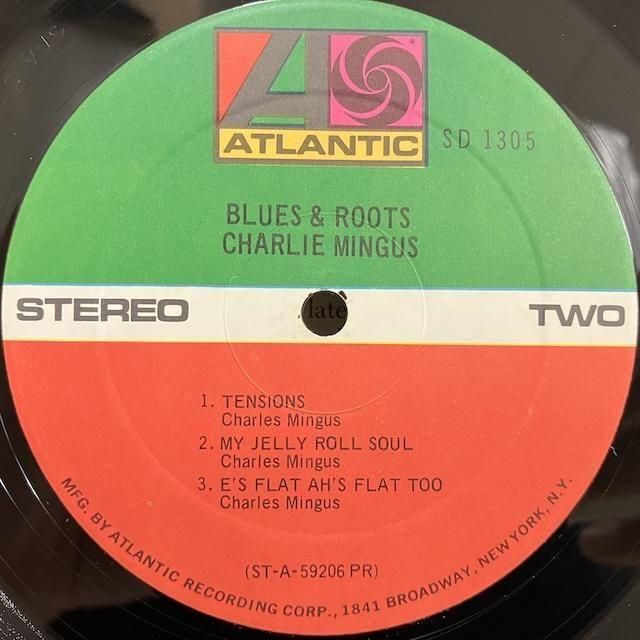 ATLANTIC
SD 1305
BLUES & ROOTS
CHARLIE MINGUS
STEREO
late
TWO
1. TENSIONS
Charles Mingus
2. MY JELLY ROLL SOUL
Charles Mingus
3. E'S FLAT AH'S FLAT TOO
Charles Mingus
(ST-A-59206 PR)
MFG. BY ATLANTIC RECORDING CORP., 1841 BROADWAY, NEW YORK, N.Y.